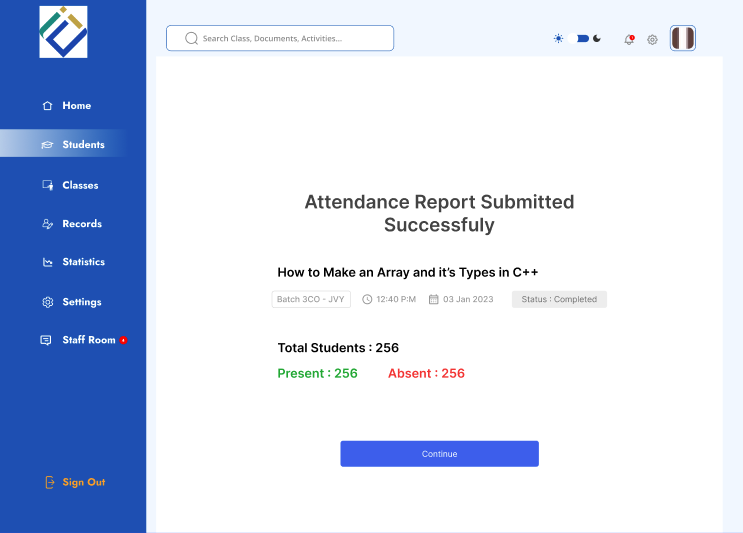 Search Class, Documents, Activities...
Home
Students
Classes
Records
Statistics
Settings
Staff Room
Sign Out
Attendance Report Submitted
Successfuly
How to Make an Array and it's Types in C++
Batch 3CO - JVY 12:40 P:M 03 Jan 2023 Status : Completed
Total Students : 256
Present : 256 Absent : 256
Continue